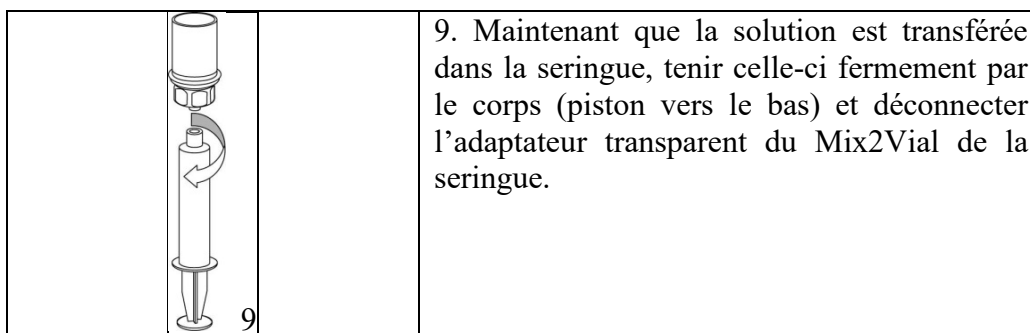 9. Maintenant que la solution est transférée
dans la seringue, tenir celle-ci fermement par
le corps (piston vers le bas) et déconnecter
l’adaptateur transparent du Mix2Vial de la
seringue.
9